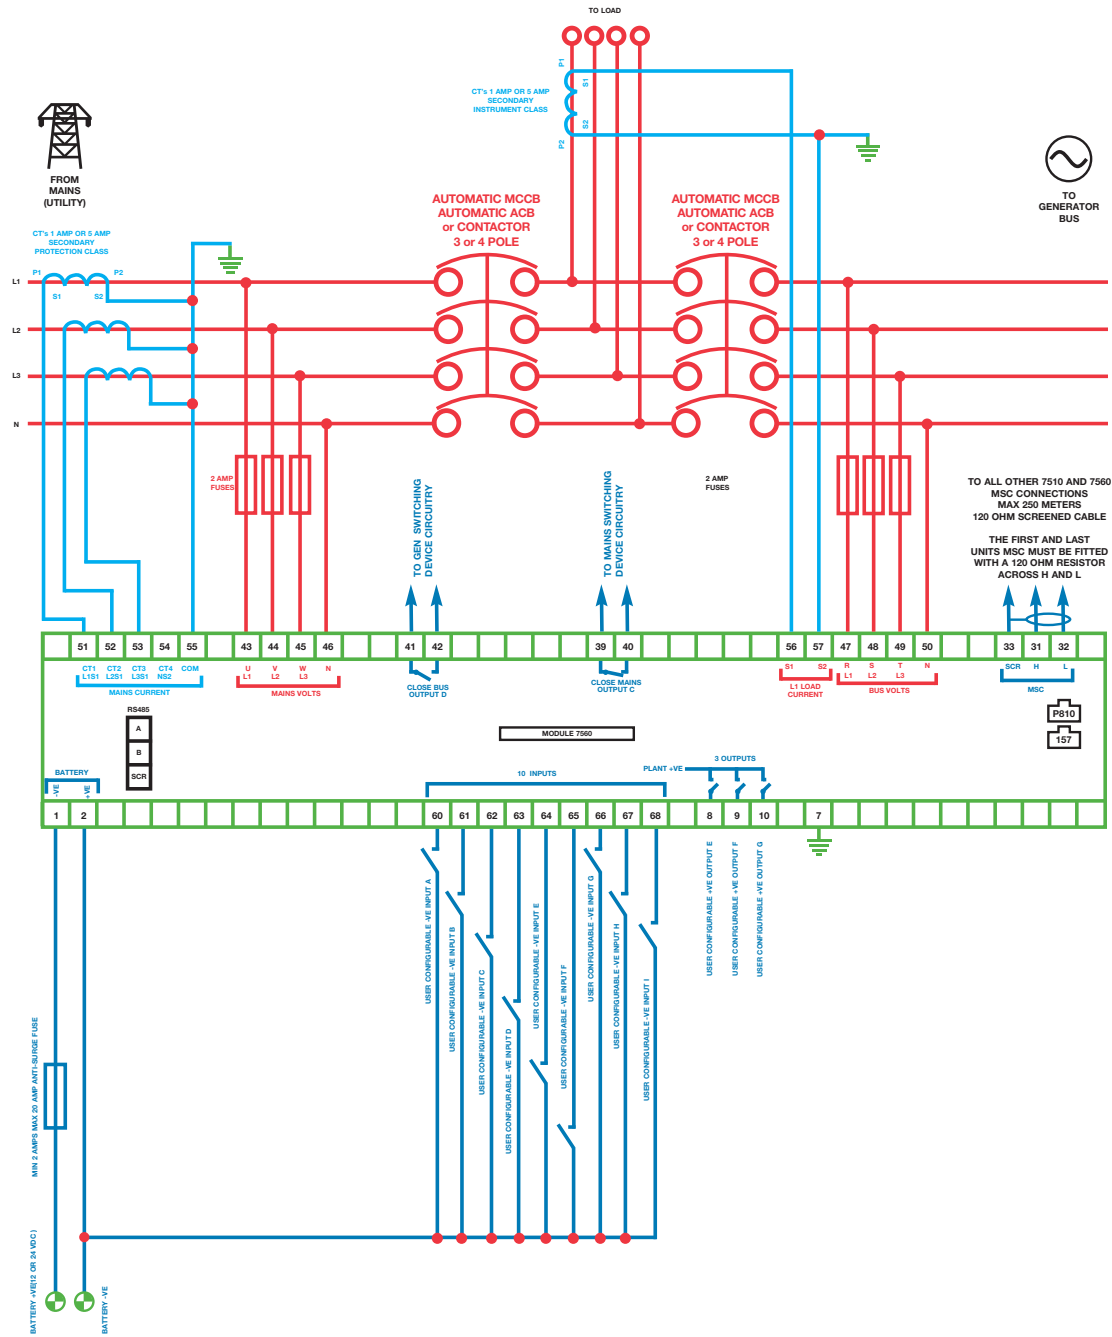 TO LOAD
P1
S1
CT's 1 AMP OR 5 AMP
SECONDARY
INSTRUMENT CLASS
S2
P2
FROM
MAINS
(UTILITY)
TO
GENERATOR
BUS
AUTOMATIC MCCB
AUTOMATIC ACB
or CONTACTOR
3 or 4 POLE
AUTOMATIC MCCB
AUTOMATIC ACB
or CONTACTOR
3 or 4 POLE
CT's 1 AMP OR 5 AMP
SECONDARY
PROTECTION CLASS
P1 P2
S1 S2
L1
L2
L3
N
2 AMP
FUSES
TO GEN SWITCHING
DEVICE CIRCUITRY
TO MAINS SWITCHING
DEVICE CIRCUITRY
2 AMP
FUSES
TO ALL OTHER 7510 AND 7560
MSC CONNECTIONS
MAX 250 METERS
120 OHM SCREENED CABLE
THE FIRST AND LAST
UNITS MSC MUST BE FITTED
WITH A 120 OHM RESISTOR
ACROSS H AND L
51 52 53 54 55 43 44 45 46 41 42 39 40 56 57 47 48 49 50 33 31 32
CT1 CT2 CT3 CT4 COM U V W N S1 S2 R S T N SCR H L
L1S1 L2S1 L3S1 NS2 L1 L2 L3 L1 L2 L3
MAINS CURRENT
MAINS VOLTS
CLOSE BUS
OUTPUT D
CLOSE MAINS
OUTPUT C
L1 LOAD
CURRENT
BUS VOLTS
MSC
RS485
A
B
SCR
MODULE 7560
P810
157
BATTERY
-VE
+VE
10 INPUTS
PLANT +VE
3 OUTPUTS
1 2 60 61 62 63 64 65 66 67 68 8 9 10 7
USER CONFIGURABLE -VE INPUT A
USER CONFIGURABLE -VE INPUT B
USER CONFIGURABLE -VE INPUT C
USER CONFIGURABLE -VE INPUT D
USER CONFIGURABLE -VE INPUT E
USER CONFIGURABLE -VE INPUT F
USER CONFIGURABLE -VE INPUT G
USER CONFIGURABLE -VE INPUT H
USER CONFIGURABLE -VE INPUT I
USER CONFIGURABLE +VE OUTPUT E
USER CONFIGURABLE +VE OUTPUT F
USER CONFIGURABLE +VE OUTPUT G
MIN 2 AMPS MAX 20 AMP ANTI-SURGE FUSE
BATTERY +VE(12 OR 24 VDC)
BATTERY -VE